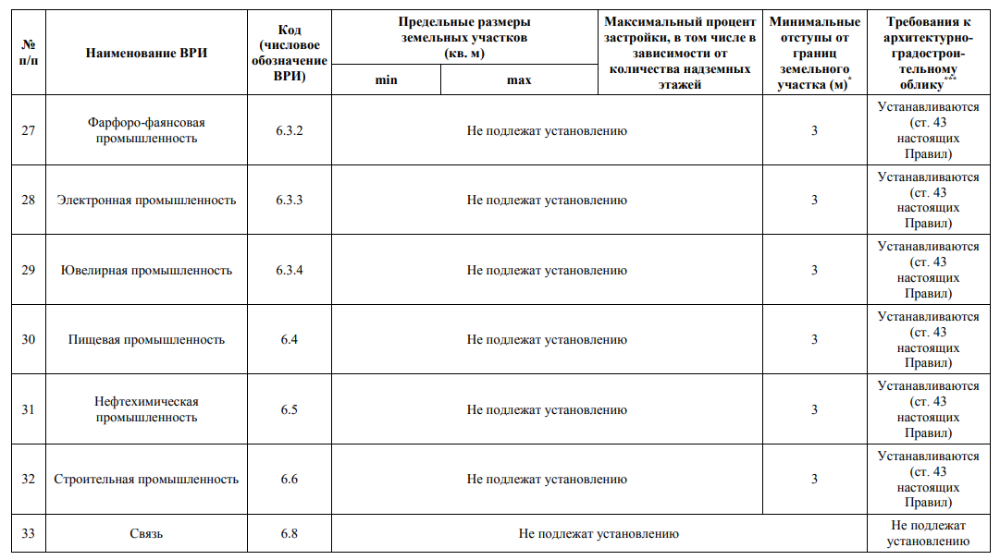 №
п/п
Наименование ВРИ
Код
(числовое
обозначение
ВРИ)
Предельные размеры
земельных участков
(кв. м)
min
max
Максимальный процент
застройки, в том числе в
зависимости от
количества надземных
этажей
Минимальные
отступы от
границ
земельного
участка (м)*
Требования к
архитектурно-
градострои-
тельному
облику***
27
Фарфоро-фаянсовая
промышленность
6.3.2
Не подлежат установлению
3
Устанавливаются
(ст. 43
настоящих
Правил)
28
Электронная промышленность
6.3.3
Не подлежат установлению
3
Устанавливаются
(ст. 43
настоящих
Правил)
29
Ювелирная промышленность
6.3.4
Не подлежат установлению
3
Устанавливаются
(ст. 43
настоящих
Правил)
30
Пищевая промышленность
6.4
Не подлежат установлению
3
Устанавливаются
(ст. 43
настоящих
Правил)
31
Нефтехимическая
промышленность
6.5
Не подлежат установлению
3
Устанавливаются
(ст. 43
настоящих
Правил)
32
Строительная промышленность
6.6
Не подлежат установлению
3
Устанавливаются
(ст. 43
настоящих
Правил)
33
Связь
6.8
Не подлежат установлению
Не подлежат
установлению